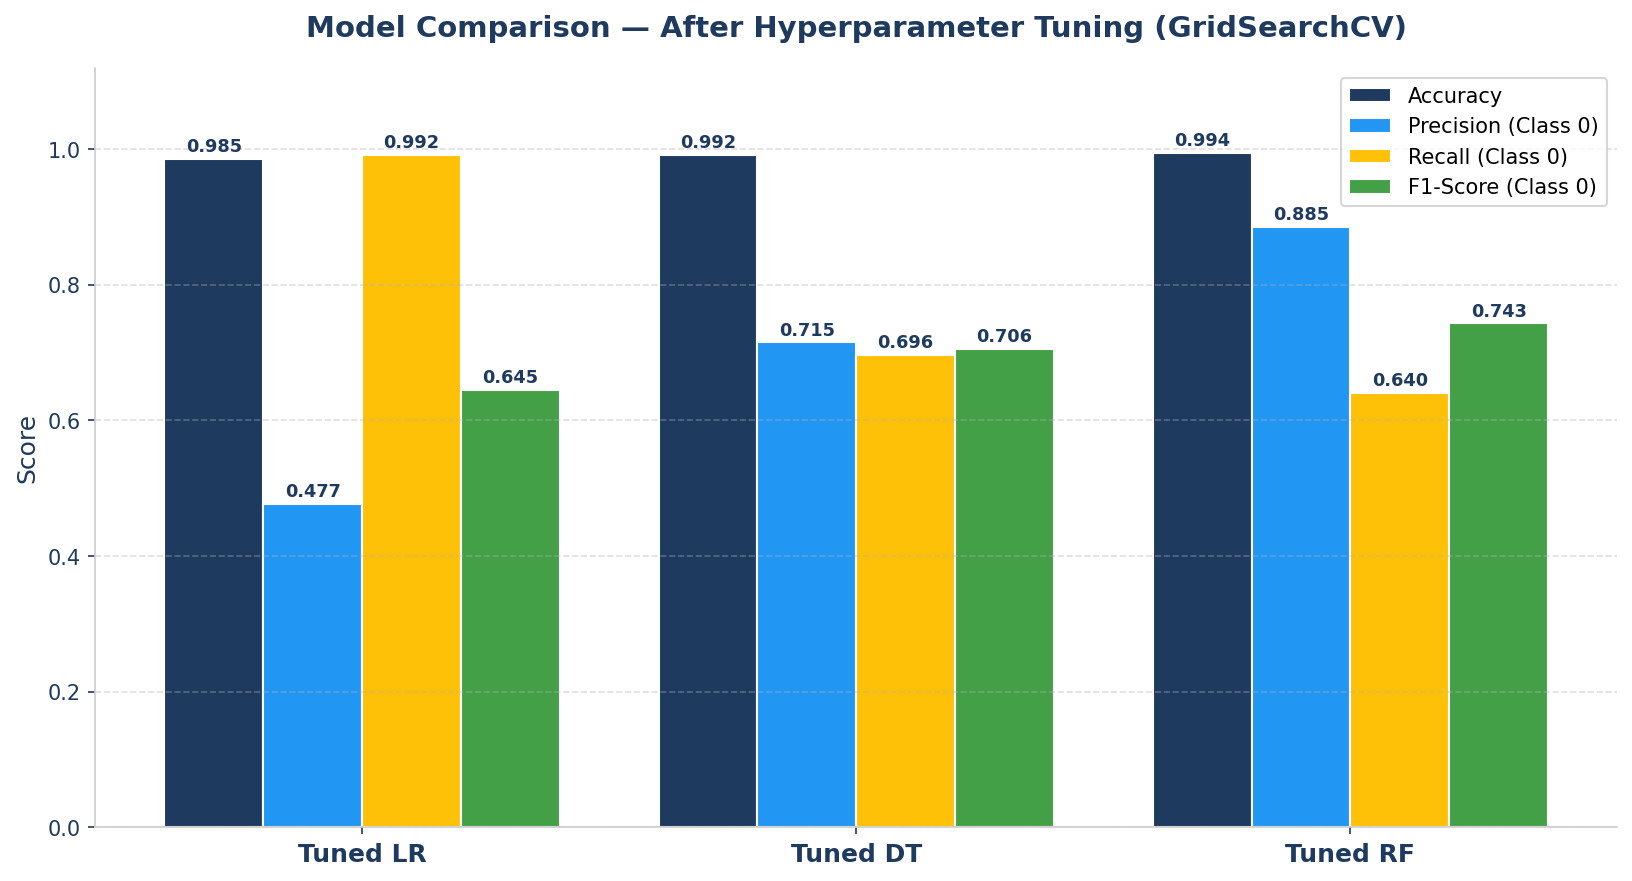 Model Comparison — After Hyperparameter Tuning (GridSearchCV)
Accuracy
Precision (Class 0)
Recall (Class 0)
F1-Score (Class 0)
Score
1.0
0.8
0.6
0.4
0.2
0.0
0.985
0.477
0.992
0.645
0.992
0.715
0.696
0.706
0.994
0.885
0.640
0.743
Tuned LR
Tuned DT
Tuned RF